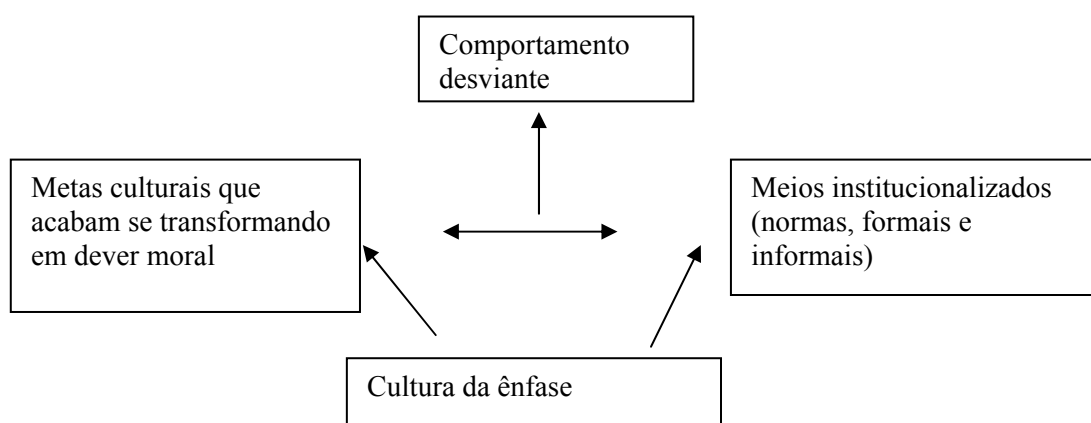 Comportamento
desviante
Metas culturais que
acabam se transformando
em dever moral
Meios institucionalizados
(normas, formais e
informais)
Cultura da ênfase